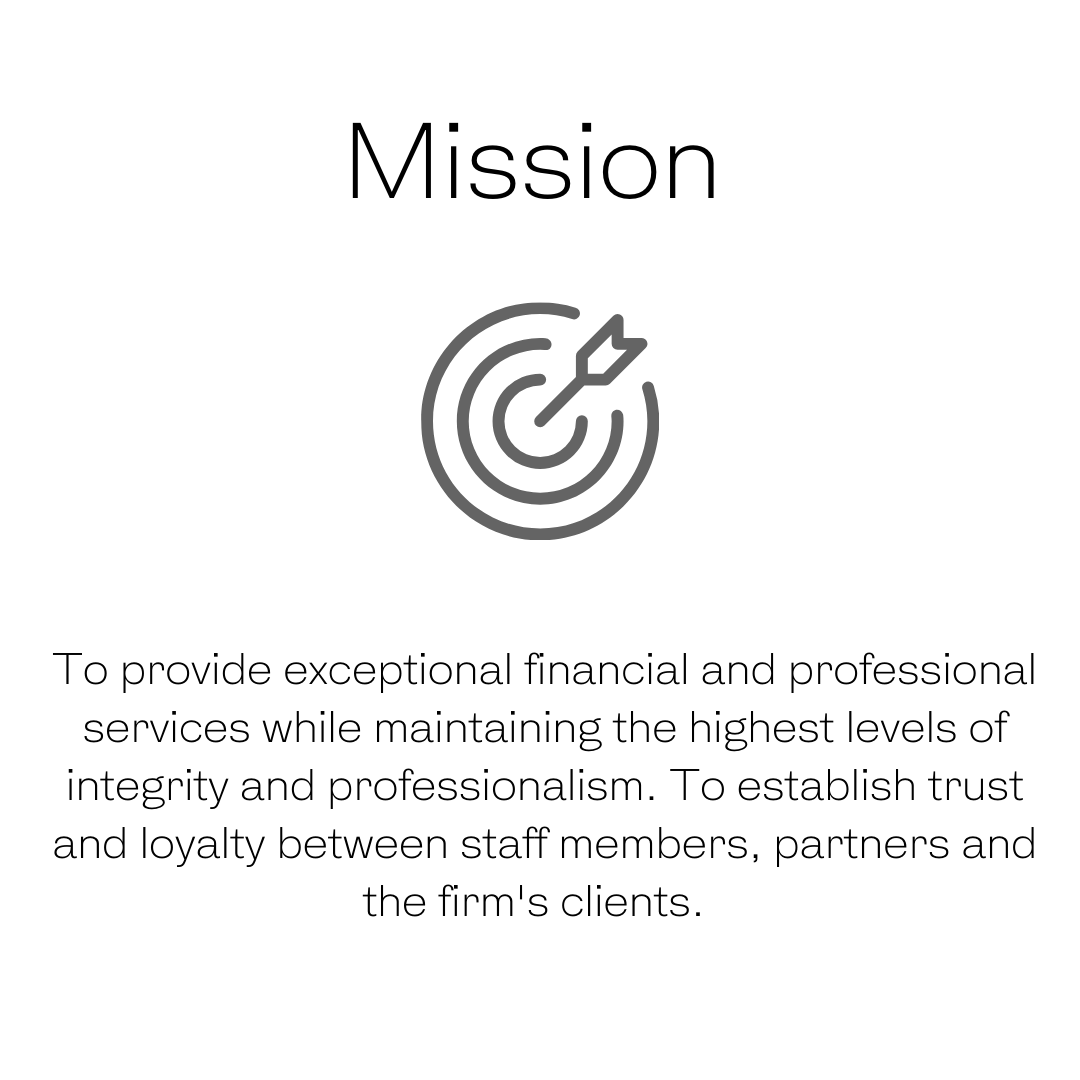 Mission
To provide exceptional financial and professional
services while maintaining the highest levels of
integrity and professionalism. To establish trust
and loyalty between staff members, partners and
the firm's clients.